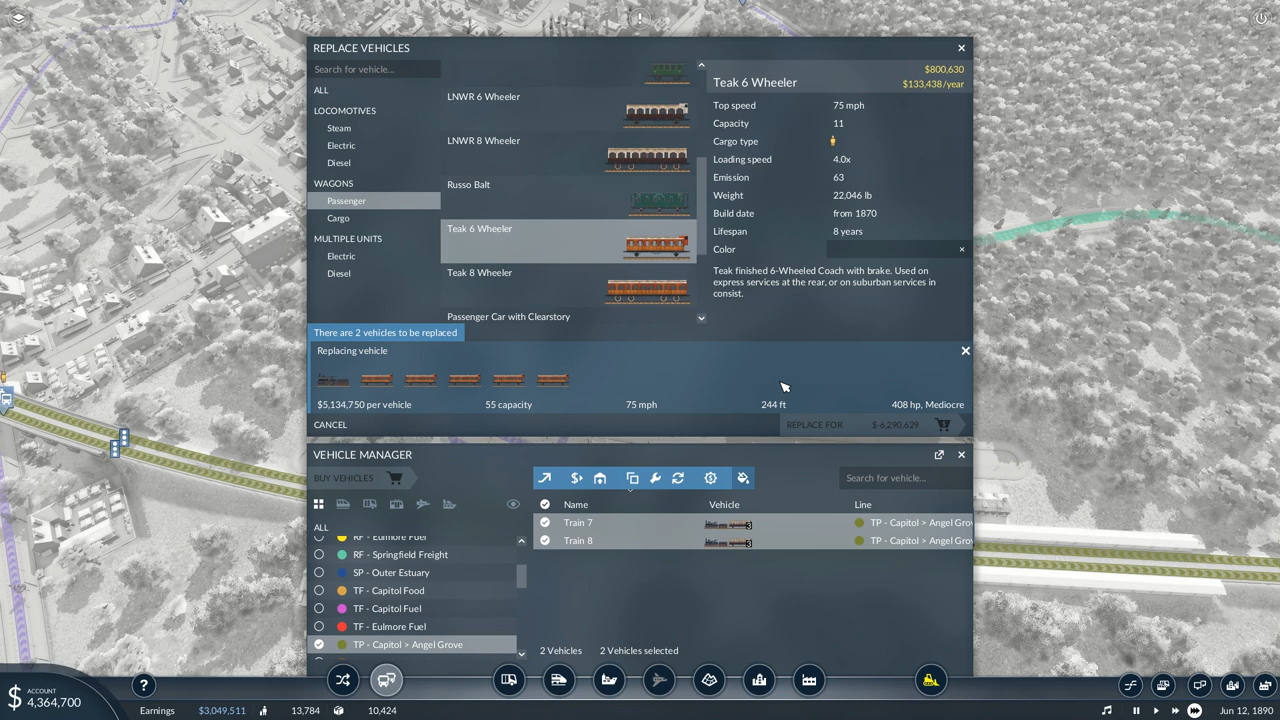 REPLACE VEHICLES
Search for vehicle...
ALL
LOCOMOTIVES
Steam
Electric
Diesel
WAGONS
Passenger
Cargo
MULTIPLE UNITS
Electric
Diesel
LNWR 6 Wheeler
LNWR 8 Wheeler
Russo Balt
Teak 6 Wheeler
Teak 8 Wheeler
Passenger Car with Clearstory
Teak 6 Wheeler
$800,630
$133,438/year
Top speed 75 mph
Capacity 11
Cargo type
Loading speed 4.0x
Emission 63
Weight 22,046 lb
Build date from 1870
Lifespan 8 years
Color
Teak finished 6-Wheeled Coach with brake. Used on
express services at the rear, or on suburban services in
consist.
There are 2 vehicles to be replaced
Replacing vehicle
$5,134,750 per vehicle 55 capacity 75 mph 244 ft 408 hp, Mediocre
CANCEL
REPLACE FOR $-6,290,629
VEHICLE MANAGER
BUY VEHICLES
Search for vehicle...
ALL
RF - Eulmore Fuel
RF - Springfield Freight
SP - Outer Estuary
TF - Capitol Food
TF - Capitol Fuel
TF - Eulmore Fuel
TP - Capitol > Angel Grove
Name Vehicle Line
Train 7 TP - Capitol > Angel Grov
Train 8 TP - Capitol > Angel Grov
2 Vehicles 2 Vehicles selected
$ ACCOUNT
4,364,700
?
Earnings $3,049,511 13,784 10,424
Jun 12, 1890